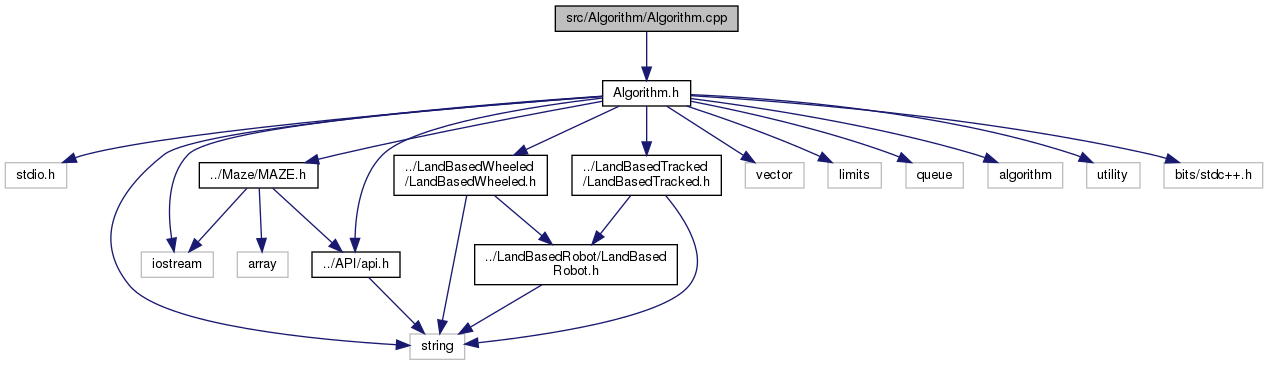 src/Algorithm/Algorithm.cpp
Algorithm.h
stdio.h
../Maze/MAZE.h
../LandBasedWheeled
/LandBasedWheeled.h
../LandBasedTracked
/LandBasedTracked.h
vector
limits
queue
algorithm
utility
bits/stdc++.h
iostream
array
../API/api.h
../LandBasedRobot/LandBased
Robot.h
string